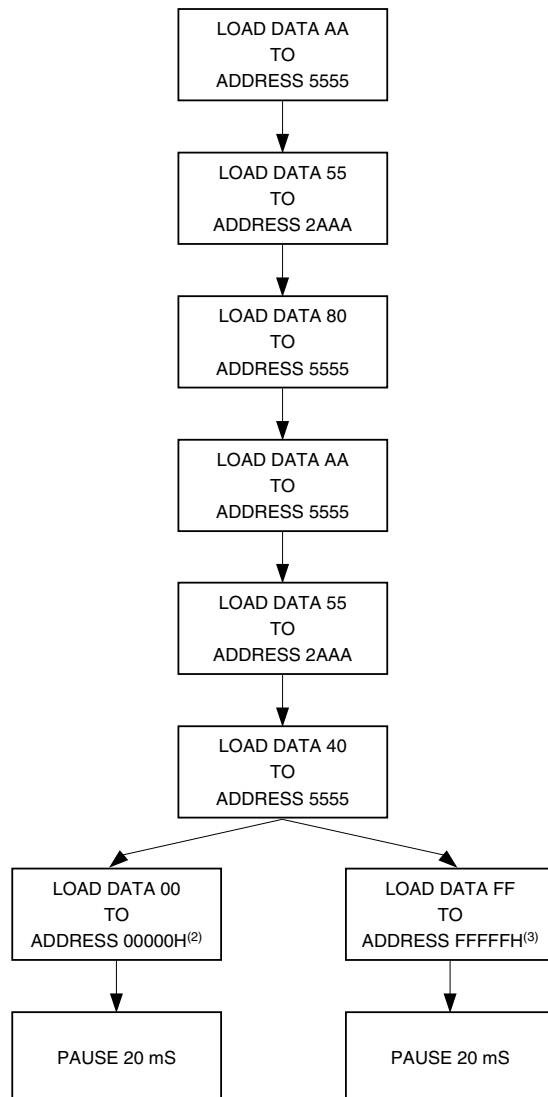 LOAD DATA AA
TO
ADDRESS 5555
LOAD DATA 55
TO
ADDRESS 2AAA
LOAD DATA 80
TO
ADDRESS 5555
LOAD DATA AA
TO
ADDRESS 5555
LOAD DATA 55
TO
ADDRESS 2AAA
LOAD DATA 40
TO
ADDRESS 5555
LOAD DATA 00
TO
ADDRESS 00000H(2)
LOAD DATA FF
TO
ADDRESS FFFFFH(3)
PAUSE 20 mS
PAUSE 20 mS